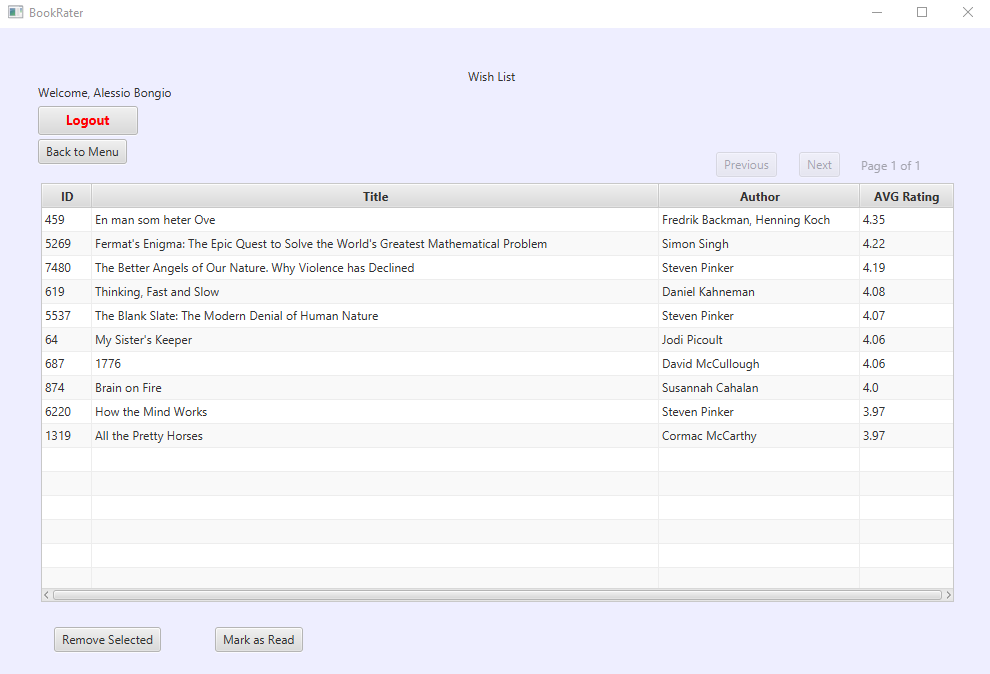 BookRater
Wish List
Welcome, Alessio Bongio
Logout
Back to Menu
Previous Next Page 1 of 1
ID Title Author AVG Rating
459 En man som heter Ove Fredrik Backman, Henning Koch 4.35
5269 Fermat's Enigma: The Epic Quest to Solve the World's Greatest Mathematical Problem Simon Singh 4.22
7480 The Better Angels of Our Nature. Why Violence has Declined Steven Pinker 4.19
619 Thinking, Fast and Slow Daniel Kahneman 4.08
5537 The Blank Slate: The Modern Denial of Human Nature Steven Pinker 4.07
64 My Sister's Keeper Jodi Picoult 4.06
687 1776 David McCullough 4.06
874 Brain on Fire Susannah Cahalan 4.0
6220 How the Mind Works Steven Pinker 3.97
1319 All the Pretty Horses Cormac McCarthy 3.97
Remove Selected Mark as Read